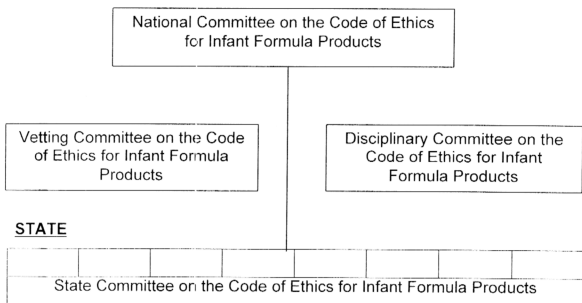 National Committee on the Code of Ethics
for Infant Formula Products
Vetting Committee on the Code
of Ethics for Infant Formula
Products
Disciplinary Committee on the
Code of Ethics for Infant
Formula Products
STATE
State Committee on the Code of Ethics for Infant Formula Products